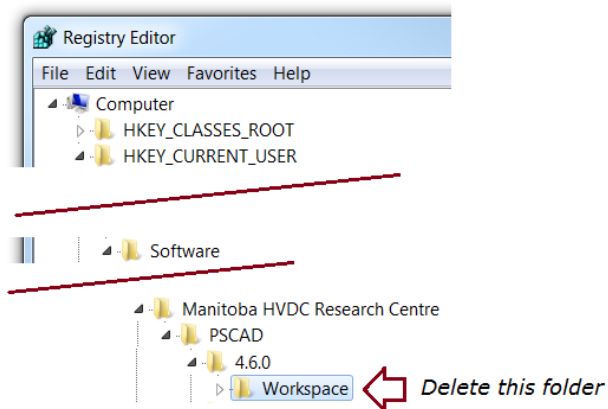 Registry Editor
File Edit View Favorites Help
Computer
HKEY_CLASSES_ROOT
HKEY_CURRENT_USER
Software
Manitoba HVDC Research Centre
PSCAD
4.6.0
Workspace Delete this folder